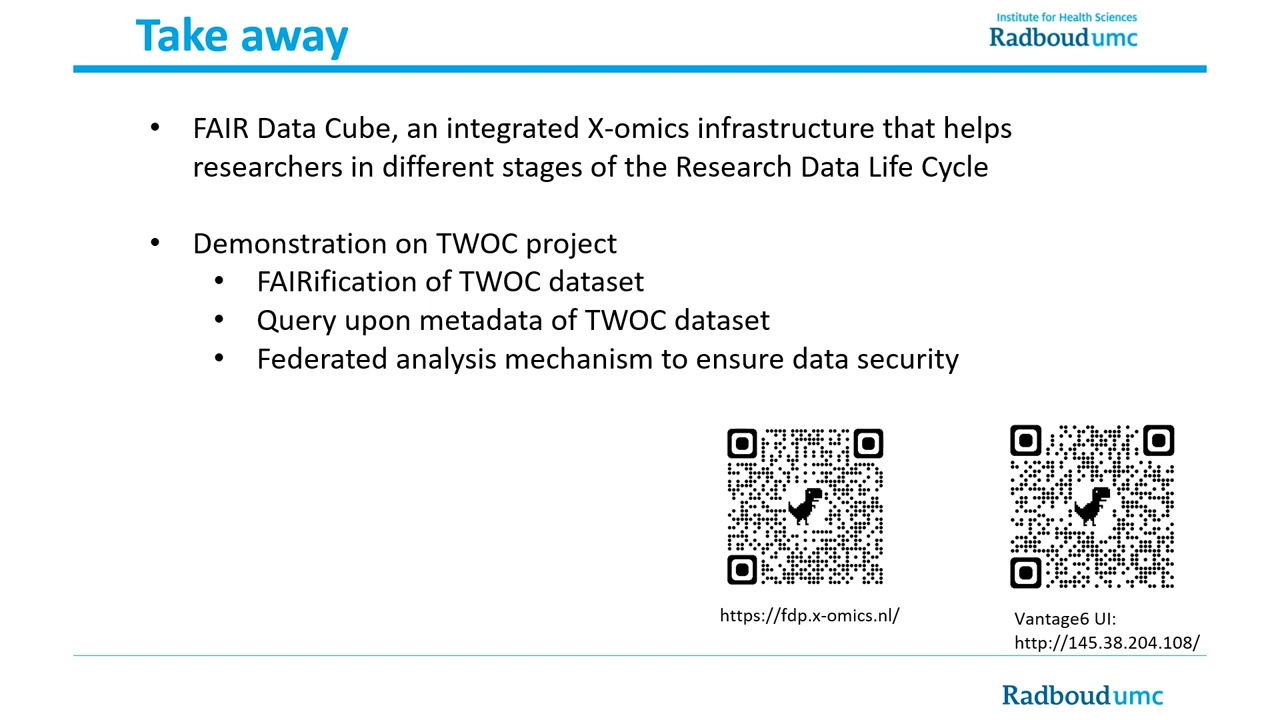 Take away
Institute for Health Sciences
Radboudumc
• FAIR Data Cube, an integrated X-omics infrastructure that helps
researchers in different stages of the Research Data Life Cycle
• Demonstration on TWOC project
• FAIRification of TWOC dataset
• Query upon metadata of TWOC dataset
• Federated analysis mechanism to ensure data security
https://fdp.x-omics.nl/
Vantage6 UI:
http://145.38.204.108/
Radboudumc